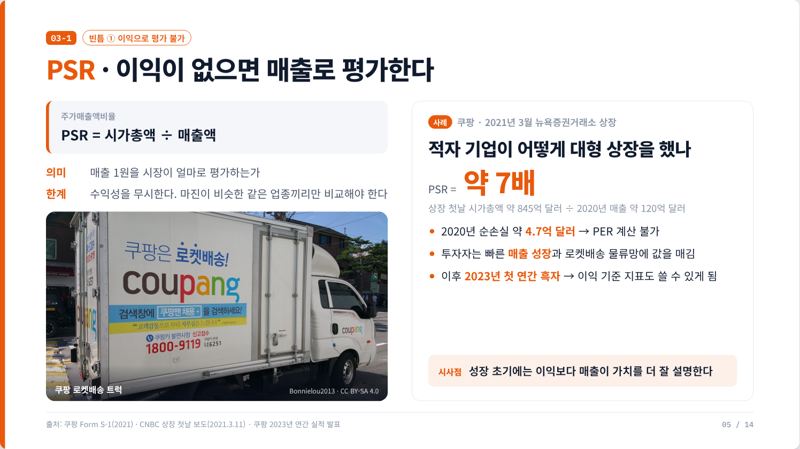 03-1 빈틈 ① 이익으로 평가 불가
PSR · 이익이 없으면 매출로 평가한다
주가매출액비율
PSR = 시가총액 ÷ 매출액
의미 매출 1원을 시장이 얼마로 평가하는가
한계 수익성을 무시한다. 마진이 비슷한 같은 업종끼리만 비교해야 한다
쿠팡은 로켓배송!
coupang
검색창에 쿠팡맨 채용 을 검색하세요!
쿠팡카 불편사항 신고접수
1800-9119
coupang
쿠팡 로켓배송 트럭
Bonnielou2013 · CC BY-SA 4.0
사례 쿠팡 · 2021년 3월 뉴욕증권거래소 상장
적자 기업이 어떻게 대형 상장을 했나
PSR = 약 7배
상장 첫날 시가총액 약 845억 달러 ÷ 2020년 매출 약 120억 달러
• 2020년 순손실 약 4.7억 달러 → PER 계산 불가
• 투자자는 빠른 매출 성장과 로켓배송 물류망에 값을 매김
• 이후 2023년 첫 연간 흑자 → 이익 기준 지표도 쓸 수 있게 됨
시사점 성장 초기에는 이익보다 매출이 가치를 더 잘 설명한다
출처: 쿠팡 Form S-1(2021) · CNBC 상장 첫날 보도(2021.3.11) · 쿠팡 2023년 연간 실적 발표
05 / 14